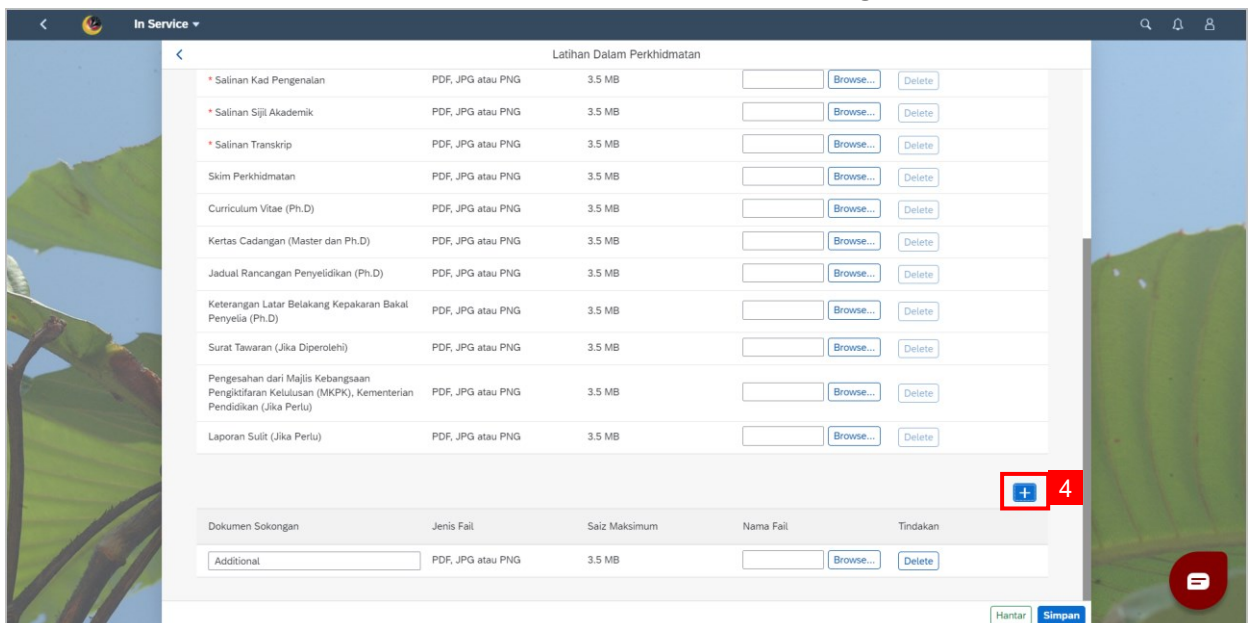 In Service
Latihan Dalam Perkhidmatan
* Salinan Kad Pengenalan PDF, JPG atau PNG 3.5 MB Browse... Delete
* Salinan Sijil Akademik PDF, JPG atau PNG 3.5 MB Browse... Delete
* Salinan Transkrip PDF, JPG atau PNG 3.5 MB Browse... Delete
Skim Perkhidmatan PDF, JPG atau PNG 3.5 MB Browse... Delete
Curriculum Vitae (Ph.D) PDF, JPG atau PNG 3.5 MB Browse... Delete
Kertas Cadangan (Master dan Ph.D) PDF, JPG atau PNG 3.5 MB Browse... Delete
Jadual Rancangan Penyelidikan (Ph.D) PDF, JPG atau PNG 3.5 MB Browse... Delete
Keterangan Latar Belakang Kepakaran Bakal
Penyelia (Ph.D) PDF, JPG atau PNG 3.5 MB Browse... Delete
Surat Tawaran (Jika Diperolehi) PDF, JPG atau PNG 3.5 MB Browse... Delete
Pengesahan dari Majlis Kebangsaan
Pengiktifaran Kelulusan (MKPK), Kementerian PDF, JPG atau PNG 3.5 MB Browse... Delete
Pendidikan (Jika Perlu)
Laporan Sulit (Jika Perlu) PDF, JPG atau PNG 3.5 MB Browse... Delete
+ 4
Dokumen Sokongan Jenis Fail Saiz Maksimum Nama Fail Tindakan
Additional PDF, JPG atau PNG 3.5 MB Browse... Delete
Hantar Simpan